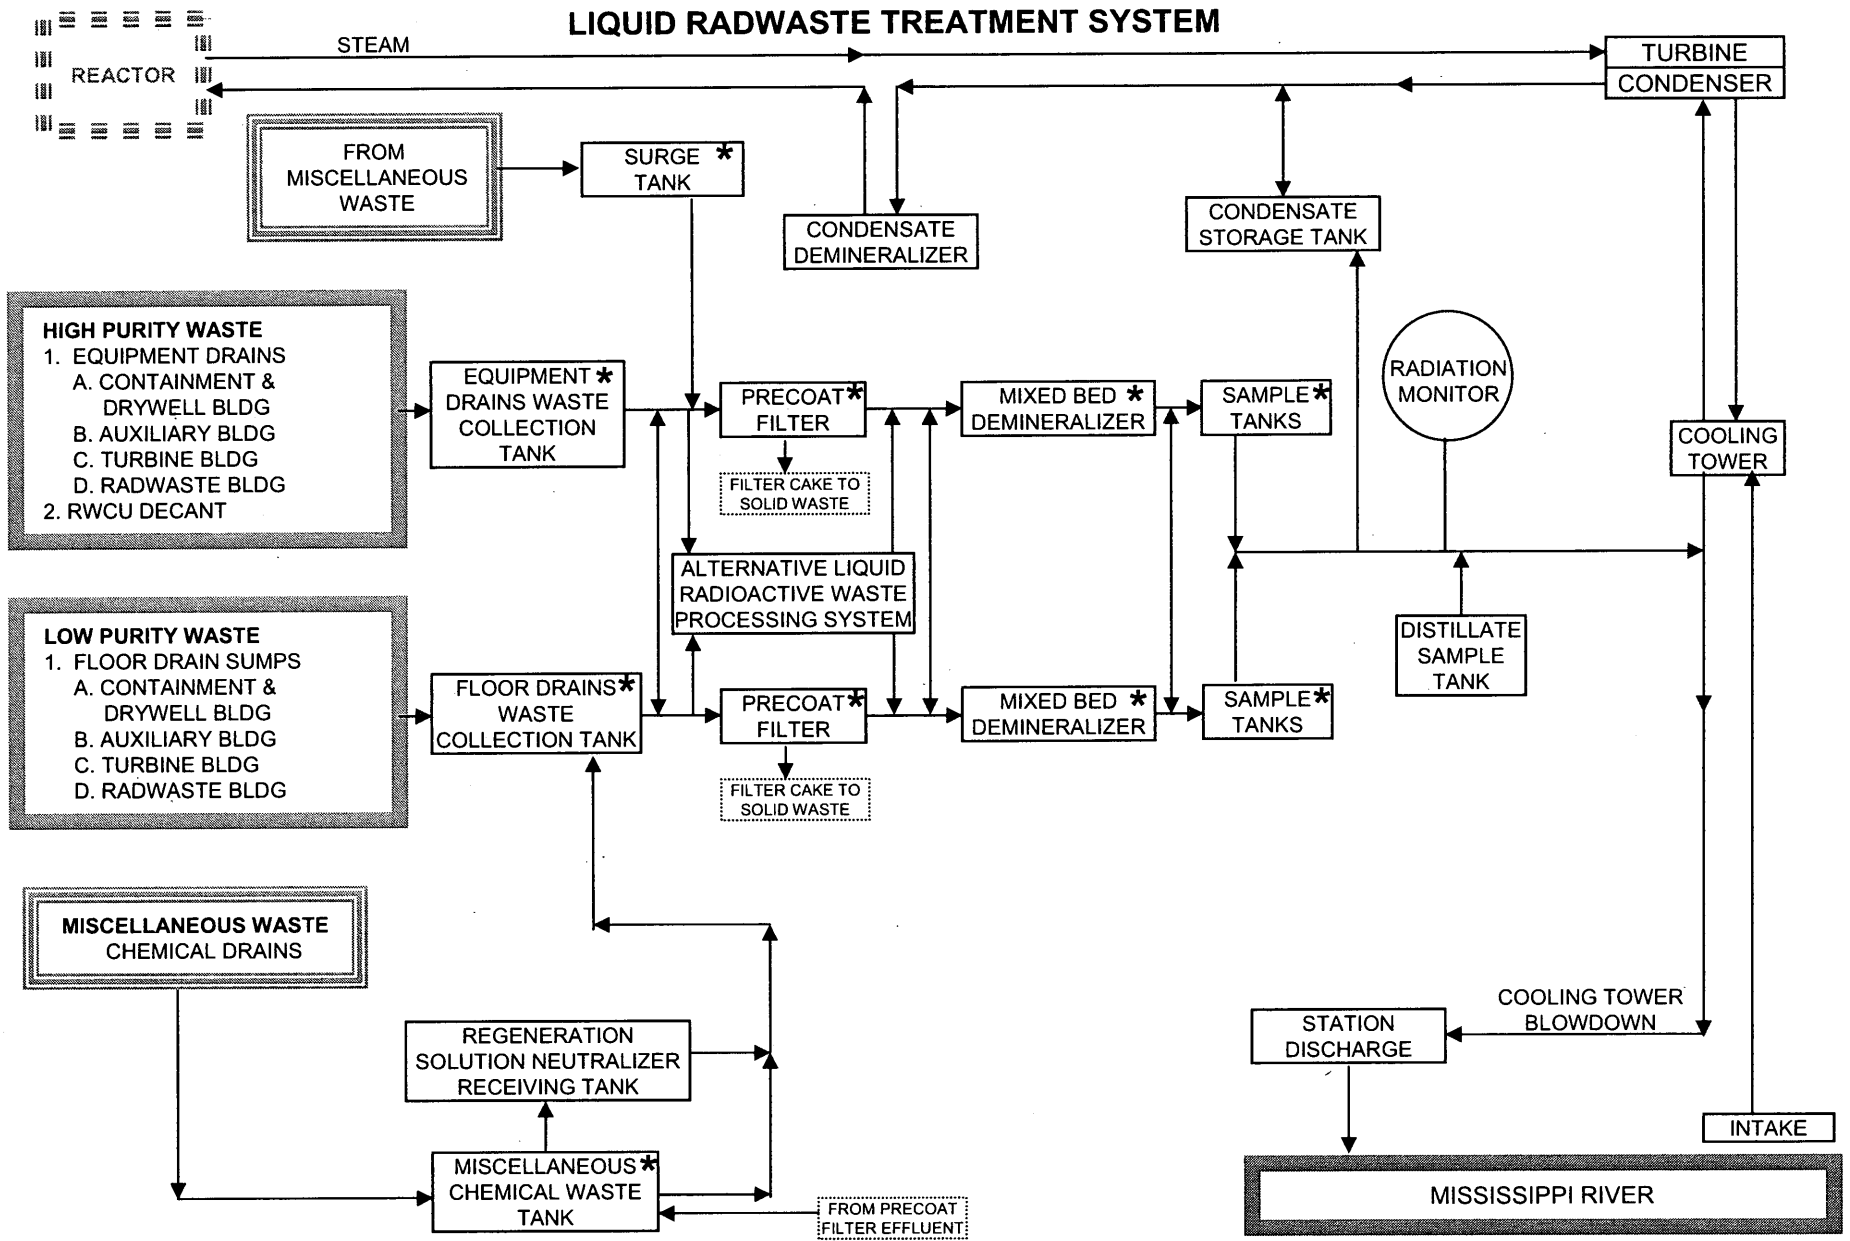 LIQUID RADWASTE TREATMENT SYSTEM
STEAM
REACTOR
TURBINE
CONDENSER
FROM
MISCELLANEOUS
WASTE
SURGE *
TANK
CONDENSATE
DEMINERALIZER
CONDENSATE
STORAGE TANK
HIGH PURITY WASTE
1. EQUIPMENT DRAINS
A. CONTAINMENT &
DRYWELL BLDG
B. AUXILIARY BLDG
C. TURBINE BLDG
D. RADWASTE BLDG
2. RWCU DECANT
EQUIPMENT *
DRAINS WASTE
COLLECTION
TANK
PRECOAT *
FILTER
FILTER CAKE TO
SOLID WASTE
MIXED BED *
DEMINERALIZER
SAMPLE *
TANKS
RADIATION
MONITOR
COOLING
TOWER
ALTERNATIVE LIQUID
RADIOACTIVE WASTE
PROCESSING SYSTEM
LOW PURITY WASTE
1. FLOOR DRAIN SUMPS
A. CONTAINMENT &
DRYWELL BLDG
B. AUXILIARY BLDG
C. TURBINE BLDG
D. RADWASTE BLDG
FLOOR DRAINS *
WASTE
COLLECTION TANK
PRECOAT *
FILTER
FILTER CAKE TO
SOLID WASTE
MIXED BED *
DEMINERALIZER
SAMPLE *
TANKS
DISTILLATE
SAMPLE
TANK
MISCELLANEOUS WASTE
CHEMICAL DRAINS
REGENERATION
SOLUTION NEUTRALIZER
RECEIVING TANK
MISCELLANEOUS *
CHEMICAL WASTE
TANK
FROM PRECOAT
FILTER EFFLUENT
COOLING TOWER
BLOWDOWN
STATION
DISCHARGE
INTAKE
MISSISSIPPI RIVER